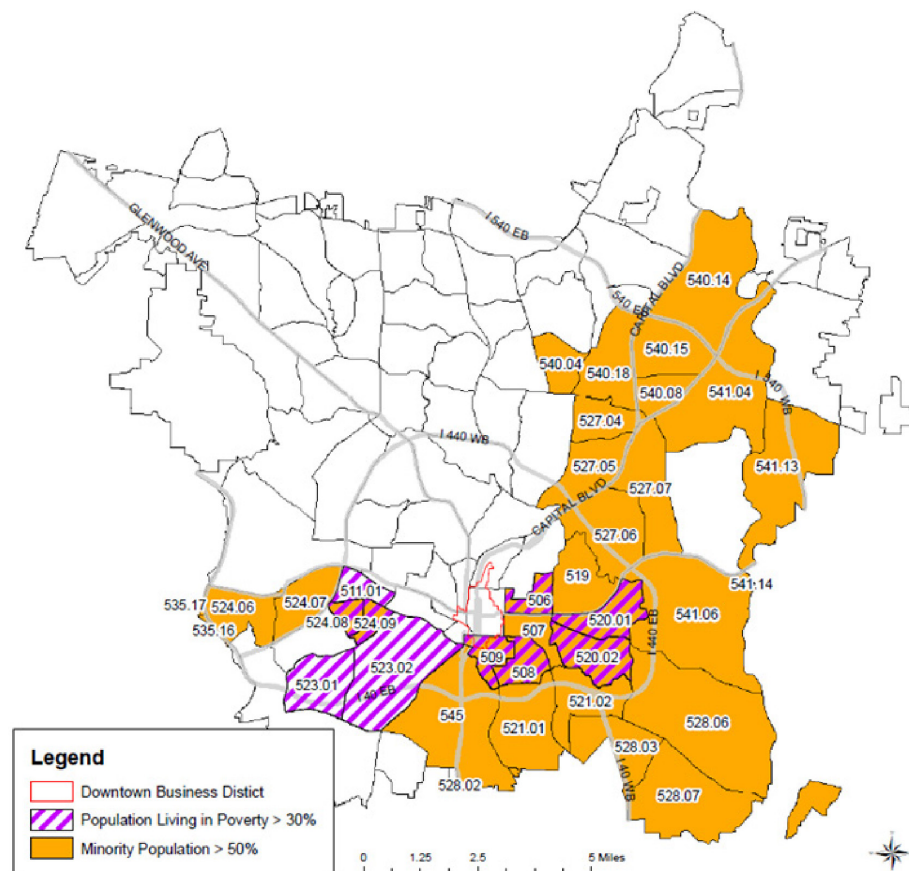 I 540 EB
GLENWOOD AVE
540.14
CAPITAL BLVD
540 EB
540.15
540.04
540.18
540.08
541.04
I 540 WB
527.04
I 440 WB
527.05
541.13
527.07
CAPITAL BLVD
527.06
519
541.14
511.01
535.17
524.06
524.07
506
520.01
541.06
535.16
524.08
524.09
507
I 440 EB
509
520.02
523.02
508
523.01
I 40 EB
521.02
545
521.01
528.06
528.03
I 40 WB
528.02
528.07
Legend
Downtown Business Distict
Population Living in Poverty > 30%
Minority Population > 50%
0 1.25 2.5 5 Miles